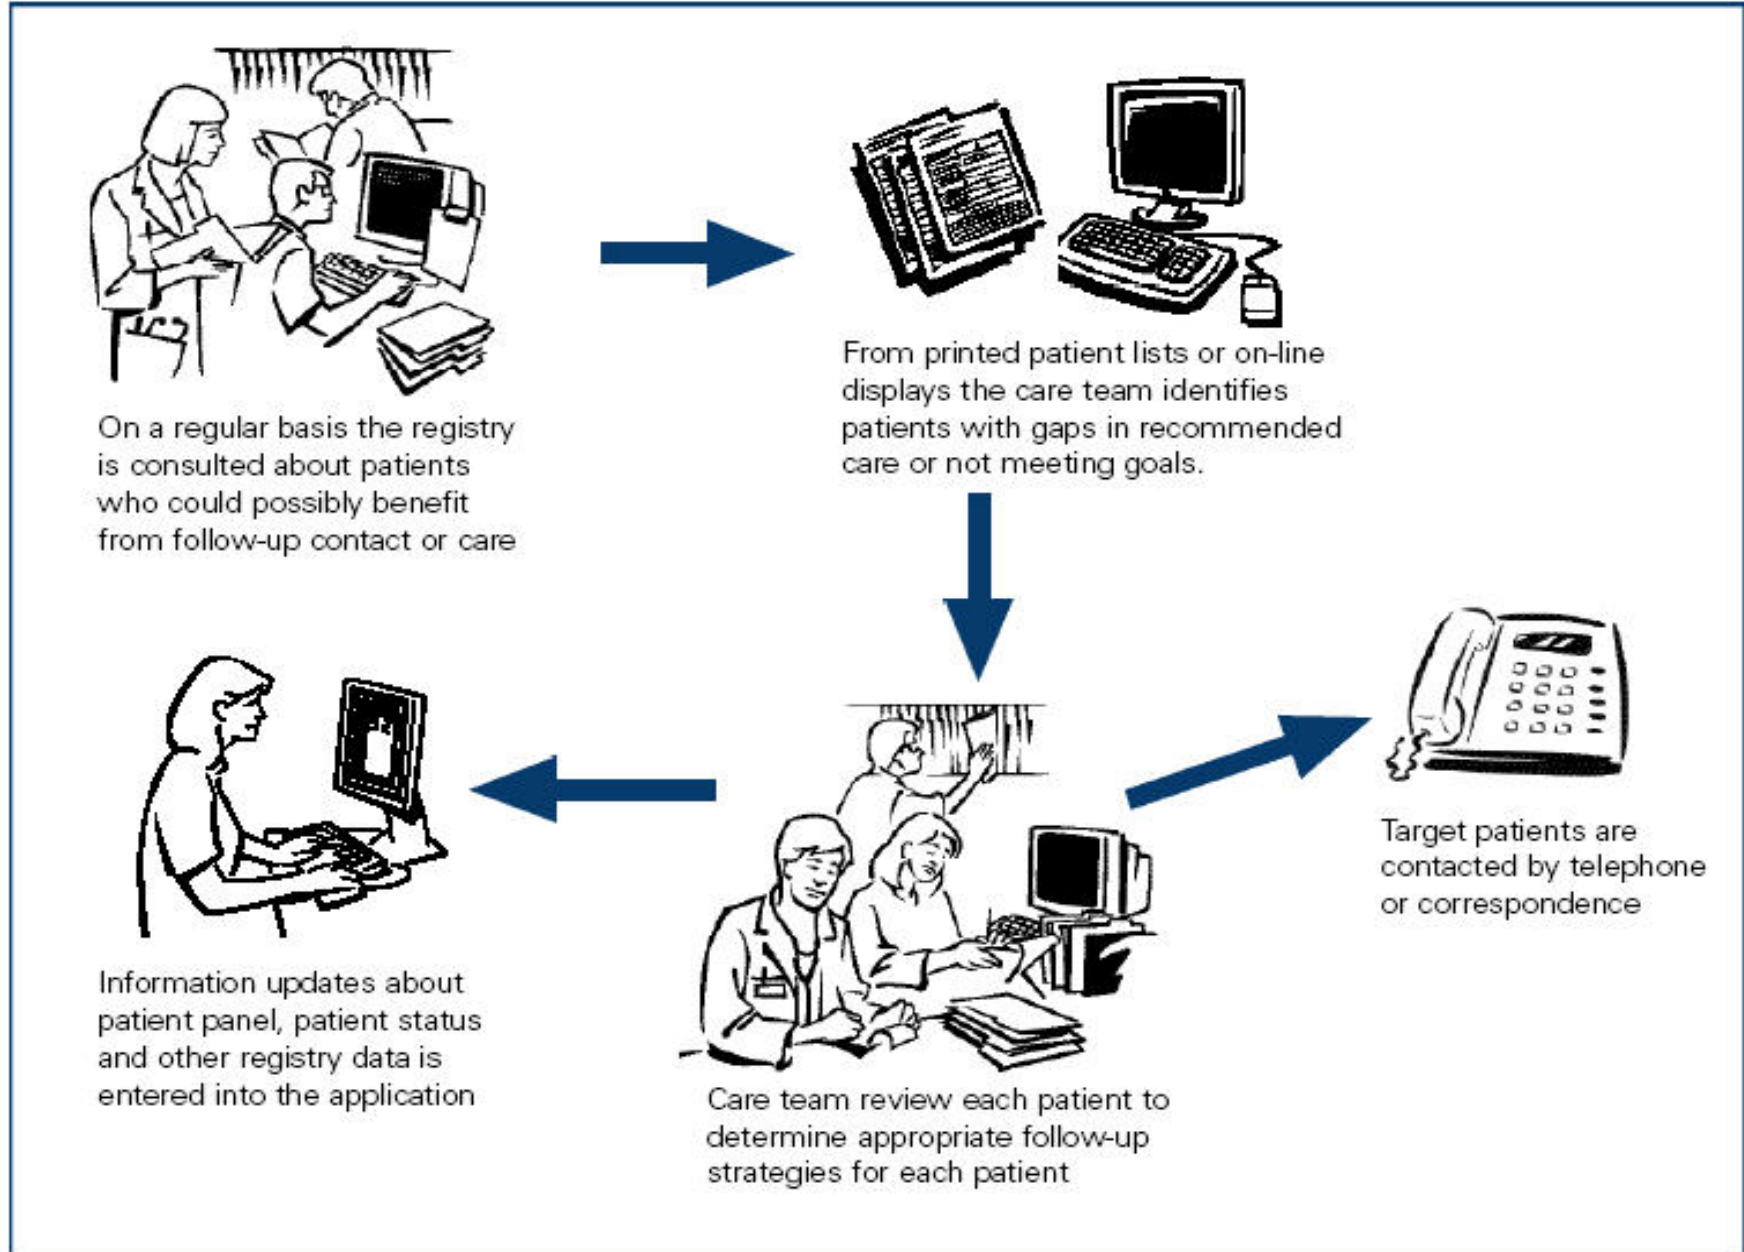 On a regular basis the registry
is consulted about patients
who could possibly benefit
from follow-up contact or care
From printed patient lists or on-line
displays the care team identifies
patients with gaps in recommended
care or not meeting goals.
Care team review each patient to
determine appropriate follow-up
strategies for each patient
Target patients are
contacted by telephone
or correspondence
Information updates about
patient panel, patient status
and other registry data is
entered into the application